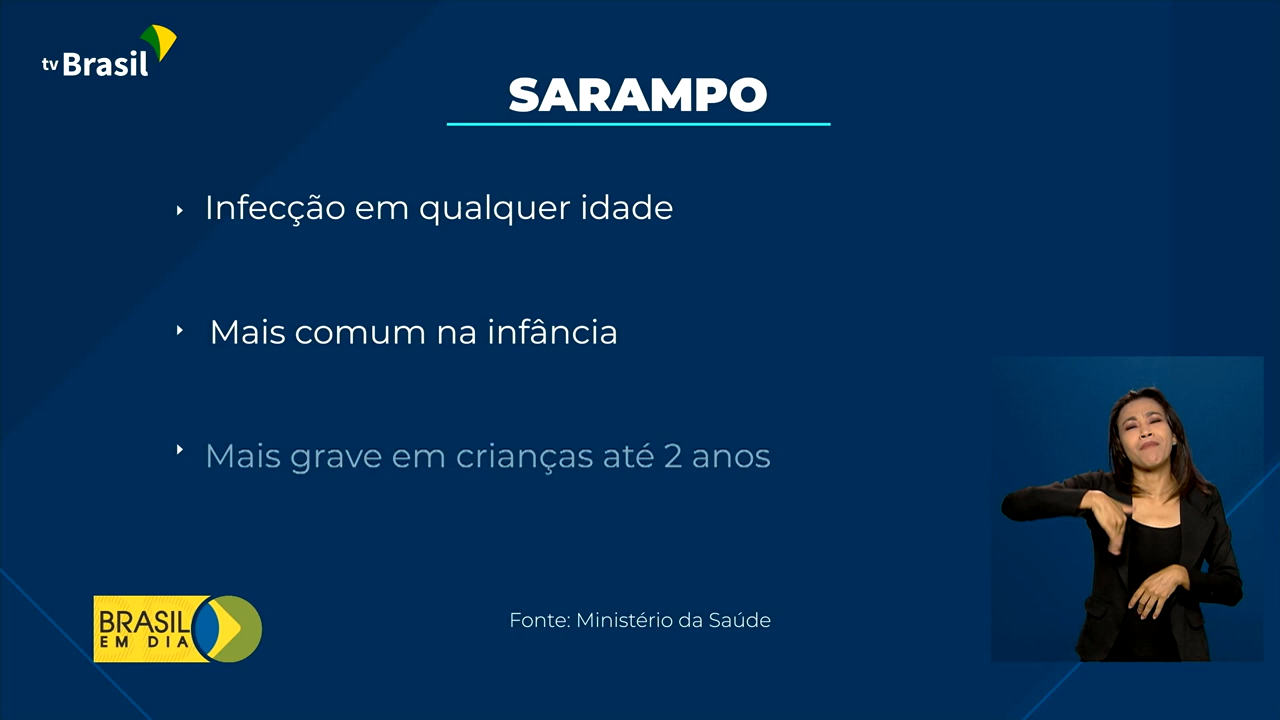 tv Brasil
SARAMPO
Infecção em qualquer idade
Mais comum na infância
Mais grave em crianças até 2 anos
BRASIL
EM DIA
Fonte: Ministério da Saúde